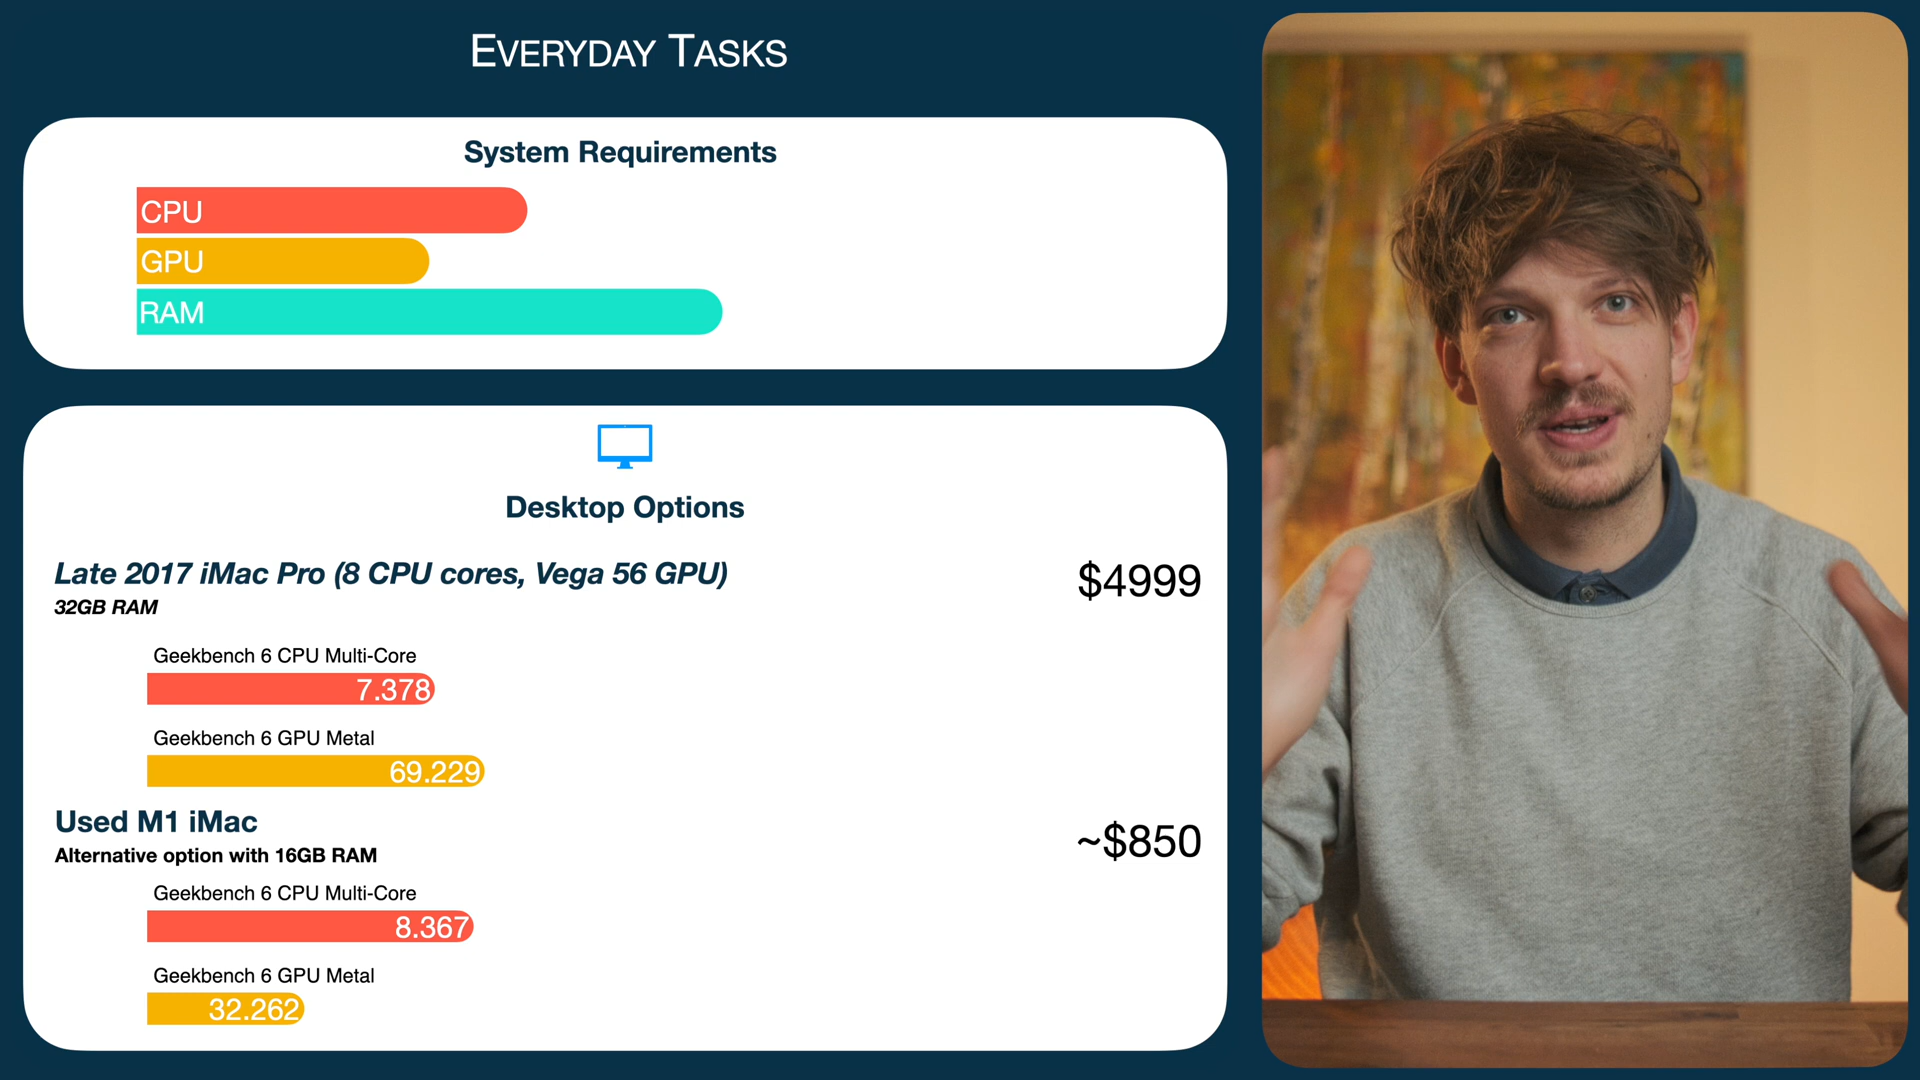 EVERYDAY TASKS
System Requirements
CPU
GPU
RAM
Desktop Options
Late 2017 iMac Pro (8 CPU cores, Vega 56 GPU)
$4999
32GB RAM
Geekbench 6 CPU Multi-Core
7.378
Geekbench 6 GPU Metal
69.229
Used M1 iMac
~$850
Alternative option with 16GB RAM
Geekbench 6 CPU Multi-Core
8.367
Geekbench 6 GPU Metal
32.262